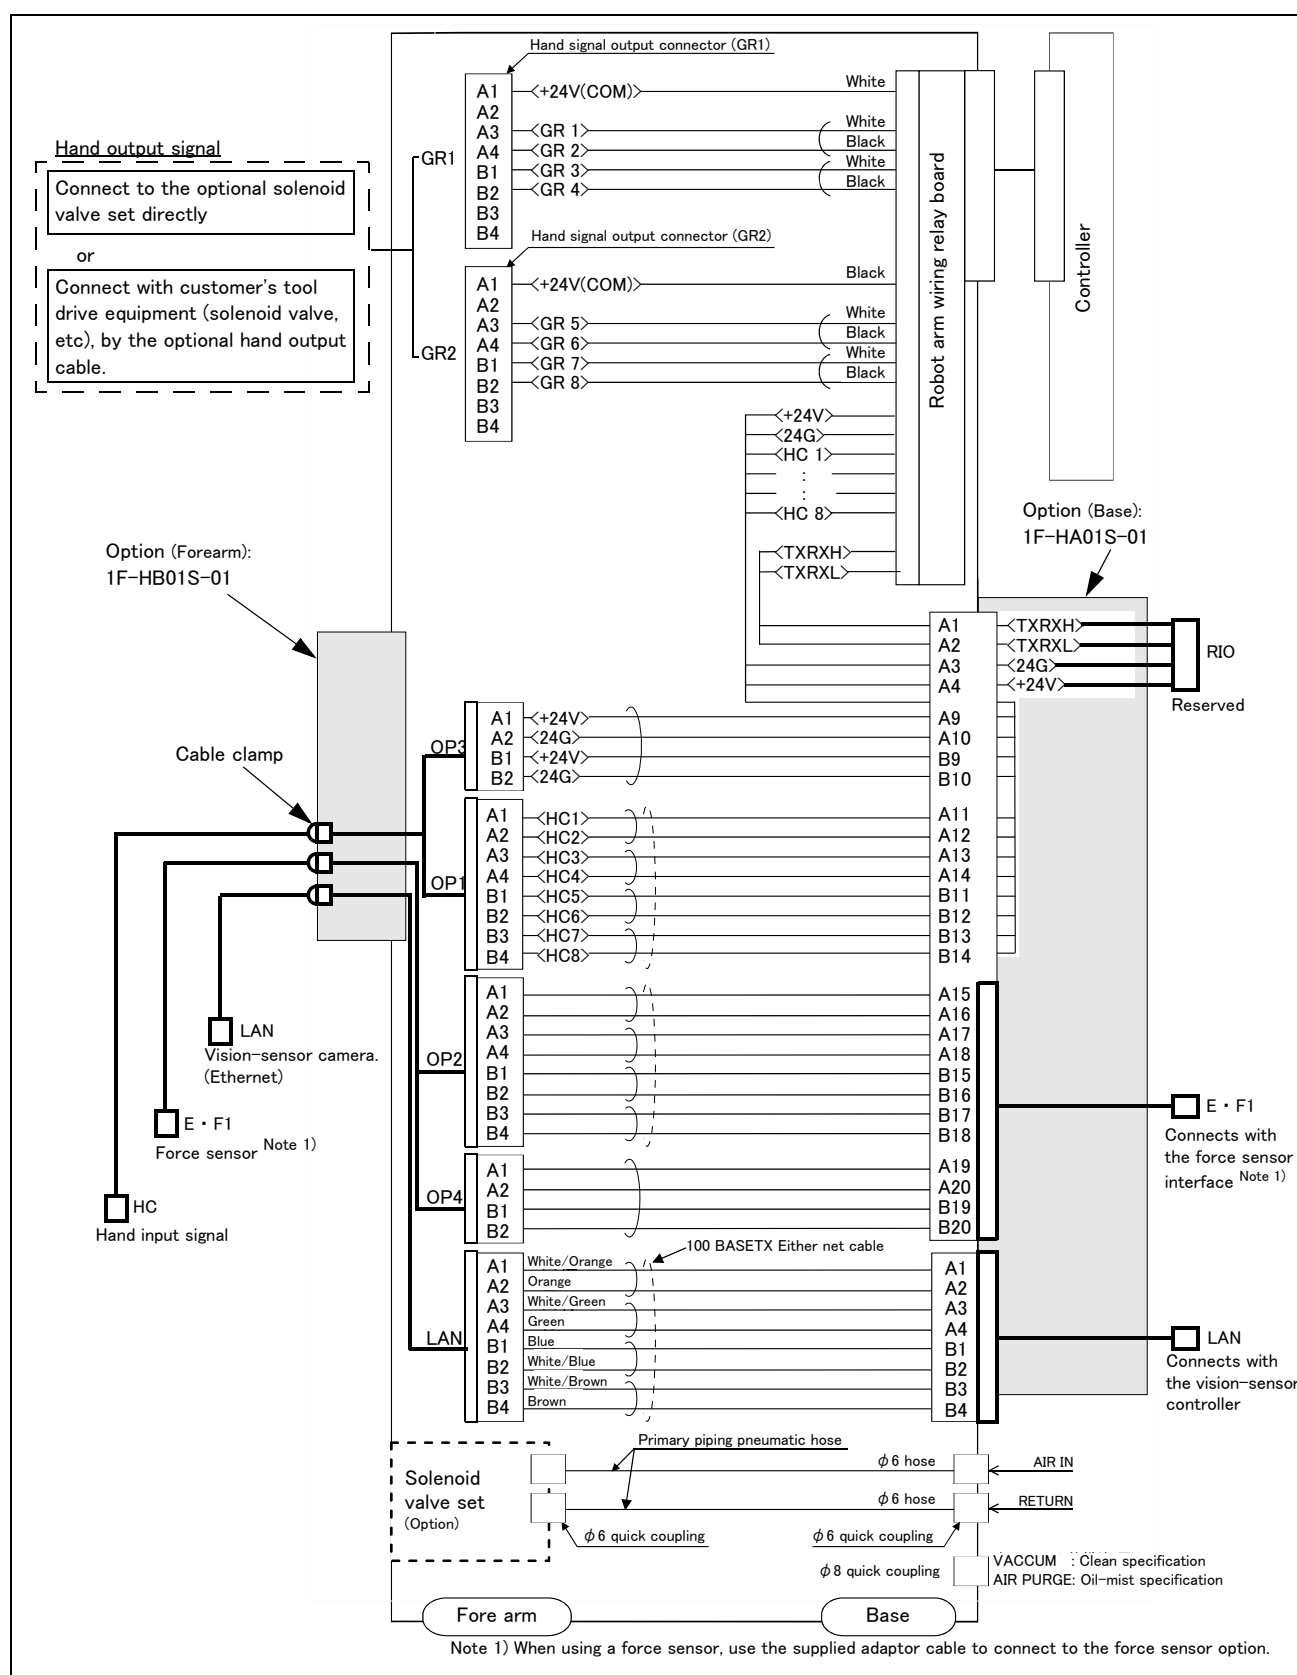 Hand signal output connector (GR1)
A1 <+24V(COM)> White
A2
A3 <GR 1> White
A4 <GR 2> Black
B1 <GR 3> White
B2 <GR 4> Black
B3
B4
GR1
Hand output signal
Connect to the optional solenoid
valve set directly
or
Connect with customer's tool
drive equipment (solenoid valve,
etc), by the optional hand output
cable.
Hand signal output connector (GR2)
A1 <+24V(COM)> Black
A2
A3 <GR 5> White
A4 <GR 6> Black
B1 <GR 7> White
B2 <GR 8> Black
B3
B4
GR2
Robot arm wiring relay board
Controller
<+24V>
<24G>
<HC 1>
:
:
<HC 8>
<TXRXH>
<TXRXL>
Option (Base):
1F-HA01S-01
Option (Forearm):
1F-HB01S-01
A1 <TXRXH>
A2 <TXRXL>
A3 <24G>
A4 <+24V>
RIO
Reserved
Cable clamp
OP3
A1 <+24V> A9
A2 <24G> A10
B1 <+24V> B9
B2 <24G> B10
OP1
A1 <HC1> A11
A2 <HC2> A12
A3 <HC3> A13
A4 <HC4> A14
B1 <HC5> B11
B2 <HC6> B12
B3 <HC7> B13
B4 <HC8> B14
OP2
A1 A15
A2 A16
A3 A17
A4 A18
B1 B15
B2 B16
B3 B17
B4 B18
LAN
Vision-sensor camera.
(Ethernet)
E・F1
Force sensor Note 1)
HC
Hand input signal
E・F1
Connects with
the force sensor
interface Note 1)
OP4
A1 A19
A2 A20
B1 B19
B2 B20
100 BASETX Either net cable
LAN
A1 White/Orange A1
A2 Orange A2
A3 White/Green A3
A4 Green A4
B1 Blue B1
B2 White/Blue B2
B3 White/Brown B3
B4 Brown B4
LAN
Connects with
the vision-sensor
controller
Primary piping pneumatic hose
Solenoid
valve set
(Option)
φ6 hose AIR IN
φ6 hose RETURN
φ6 quick coupling φ6 quick coupling
φ8 quick coupling
VACCUM : Clean specification
AIR PURGE: Oil-mist specification
Fore arm Base
Note 1) When using a force sensor, use the supplied adaptor cable to connect to the force sensor option.